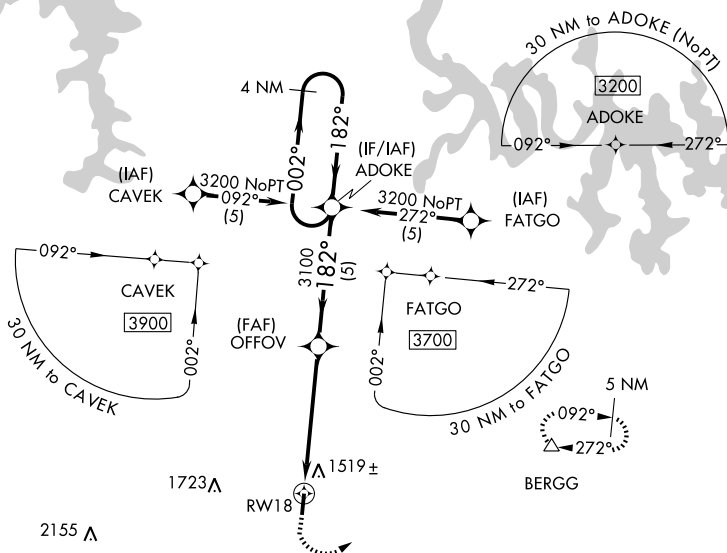 30 NM to ADOKE (NoPT)
3200
ADOKE
092°
272°
4 NM
002°
182°
(IF/IAF)
ADOKE
(IAF)
CAVEK
3200 NoPT
092°
(5)
3200 NoPT
272°
(5)
(IAF)
FATGO
3100
182°
(5)
092°
CAVEK
3900
002°
30 NM to CAVEK
272°
FATGO
3700
002°
30 NM to FATGO
(FAF)
OFFOV
5 NM
092°
272°
BERGG
1519 ±
1723
RW18
2155